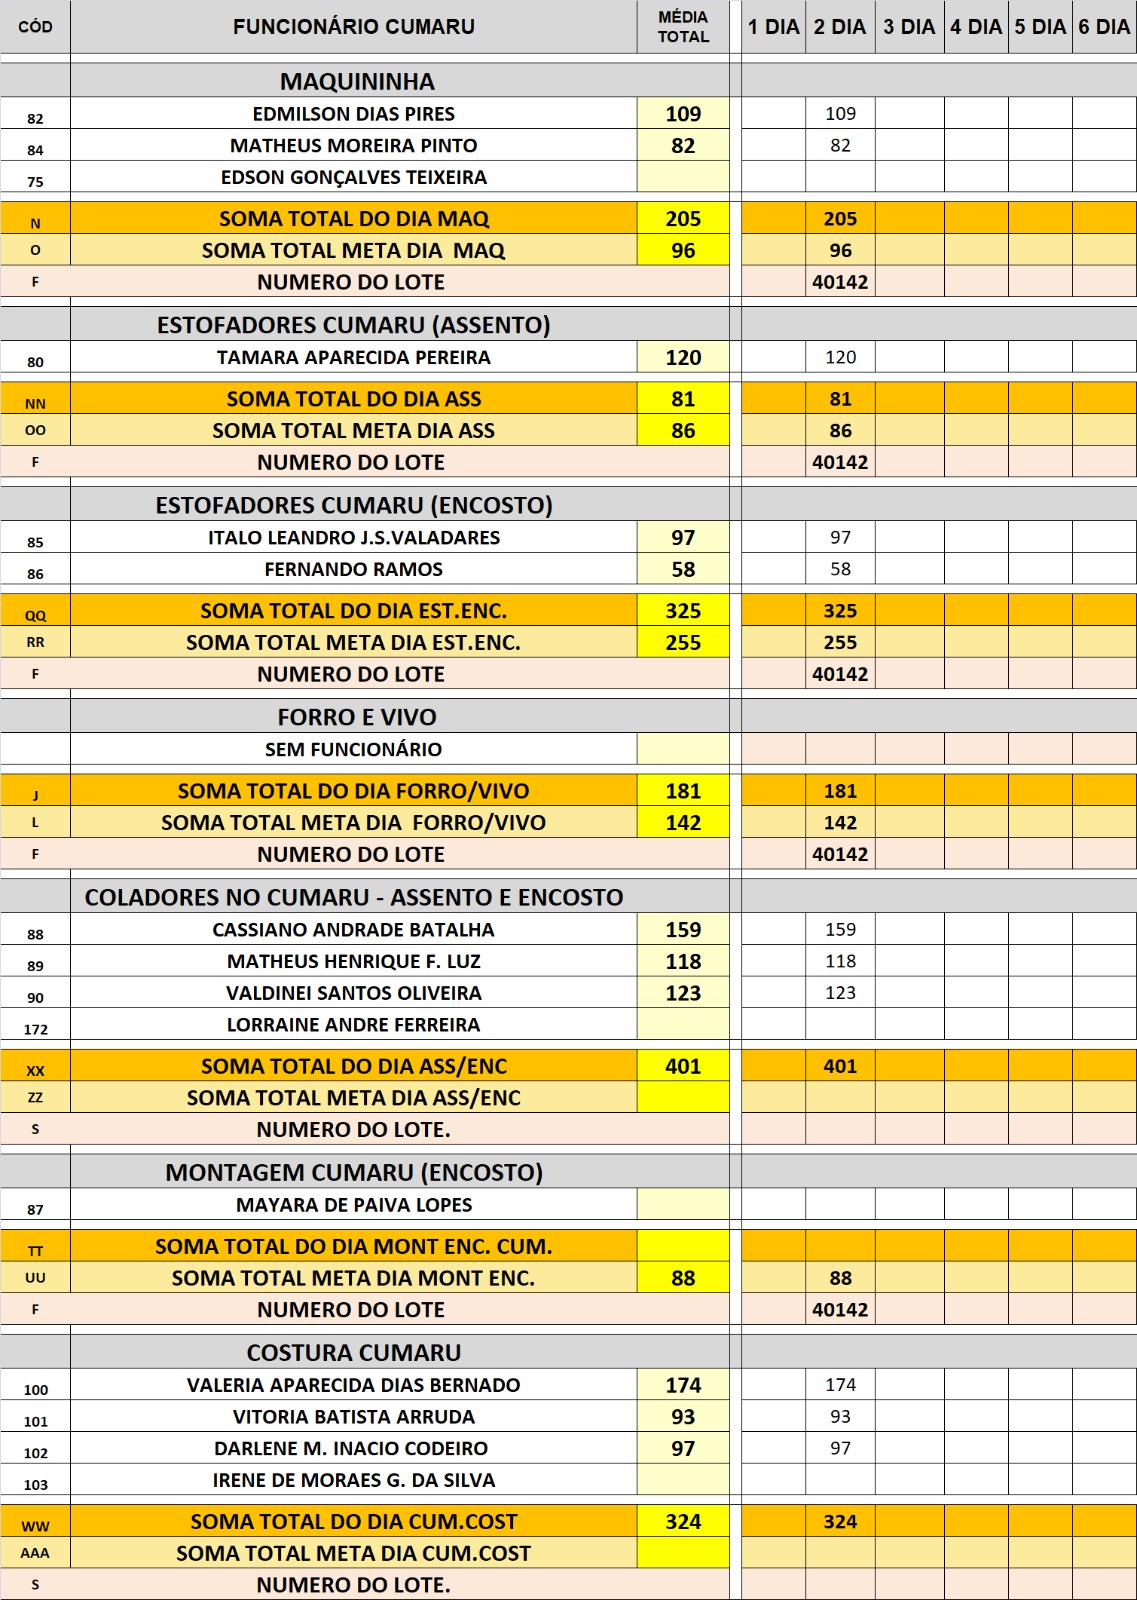 CÓD FUNCIONÁRIO CUMARU MÉDIA TOTAL 1 DIA 2 DIA 3 DIA 4 DIA 5 DIA 6 DIA
MAQUININHA
82 EDMILSON DIAS PIRES 109 109
84 MATHEUS MOREIRA PINTO 82 82
75 EDSON GONÇALVES TEIXEIRA
N SOMA TOTAL DO DIA MAQ 205 205
O SOMA TOTAL META DIA MAQ 96 96
F NUMERO DO LOTE 40142
ESTOFADORES CUMARU (ASSENTO)
80 TAMARA APARECIDA PEREIRA 120 120
NN SOMA TOTAL DO DIA ASS 81 81
OO SOMA TOTAL META DIA ASS 86 86
F NUMERO DO LOTE 40142
ESTOFADORES CUMARU (ENCOSTO)
85 ITALO LEANDRO J.S.VALADARES 97 97
86 FERNANDO RAMOS 58 58
QQ SOMA TOTAL DO DIA EST.ENC. 325 325
RR SOMA TOTAL META DIA EST.ENC. 255 255
F NUMERO DO LOTE 40142
FORRO E VIVO
SEM FUNCIONÁRIO
J SOMA TOTAL DO DIA FORRO/VIVO 181 181
L SOMA TOTAL META DIA FORRO/VIVO 142 142
F NUMERO DO LOTE 40142
COLADORES NO CUMARU - ASSENTO E ENCOSTO
88 CASSIANO ANDRADE BATALHA 159 159
89 MATHEUS HENRIQUE F. LUZ 118 118
90 VALDINEI SANTOS OLIVEIRA 123 123
172 LORRAINE ANDRE FERREIRA
XX SOMA TOTAL DO DIA ASS/ENC 401 401
ZZ SOMA TOTAL META DIA ASS/ENC
S NUMERO DO LOTE.
MONTAGEM CUMARU (ENCOSTO)
87 MAYARA DE PAIVA LOPES
TT SOMA TOTAL DO DIA MONT ENC. CUM.
UU SOMA TOTAL META DIA MONT ENC. 88 88
F NUMERO DO LOTE 40142
COSTURA CUMARU
100 VALERIA APARECIDA DIAS BERNADO 174 174
101 VITORIA BATISTA ARRUDA 93 93
102 DARLENE M. INACIO CODEIRO 97 97
103 IRENE DE MORAES G. DA SILVA
WW SOMA TOTAL DO DIA CUM.COST 324 324
AAA SOMA TOTAL META DIA CUM.COST
S NUMERO DO LOTE.